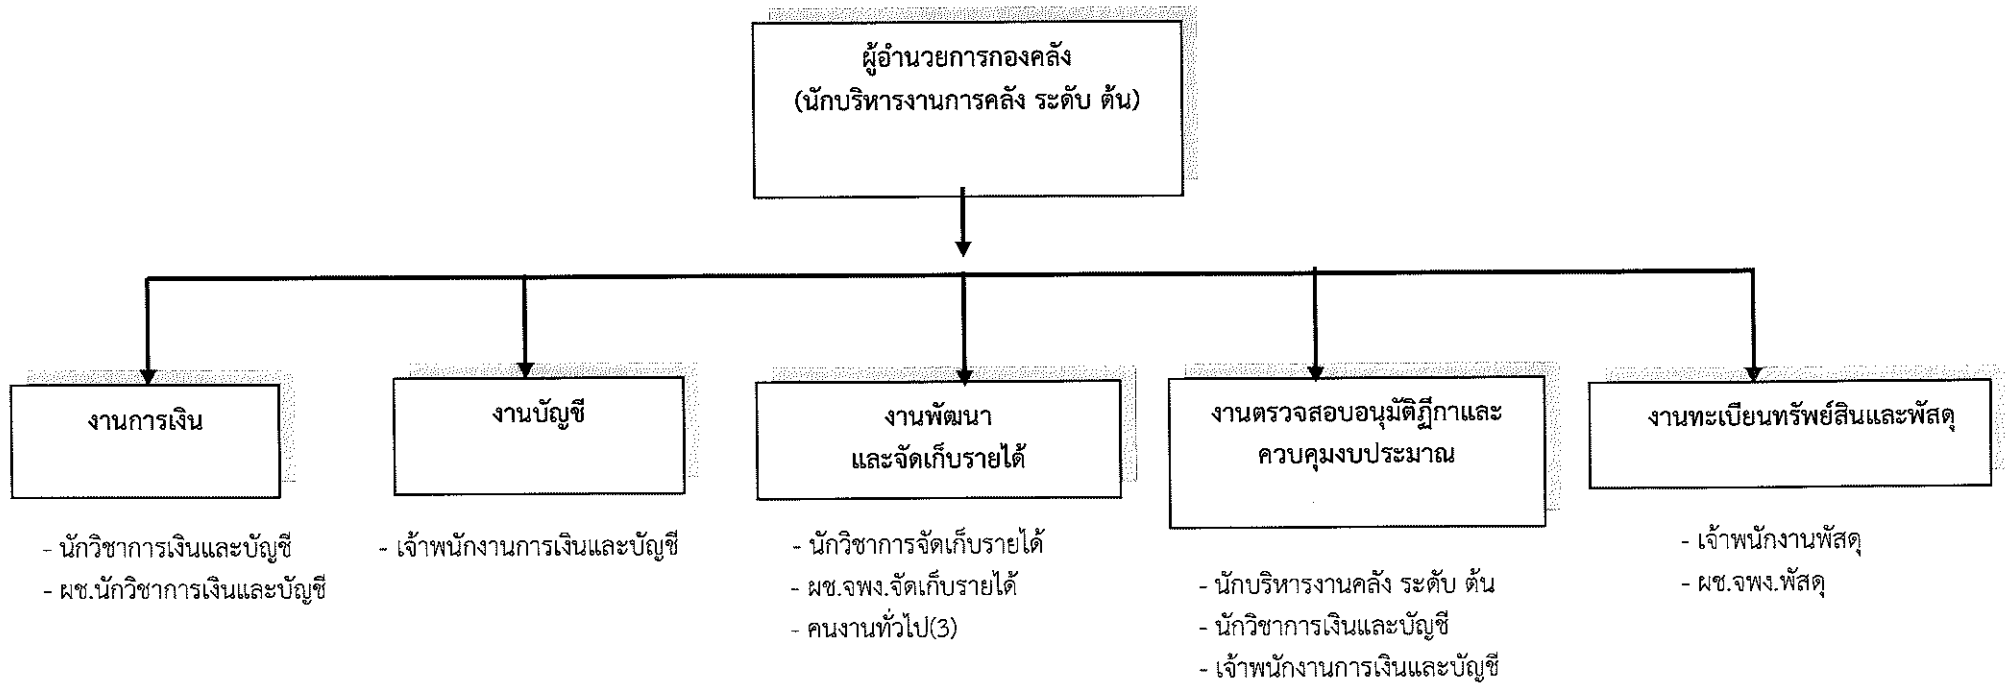 ผู้อำนวยการกองคลัง
(นักบริหารงานการคลัง ระดับ ต้น)
งานการเงิน
- นักวิชาการเงินและบัญชี
- ผช.นักวิชาการเงินและบัญชี
งานบัญชี
- เจ้าพนักงานการเงินและบัญชี
งานพัฒนา
และจัดเก็บรายได้
- นักวิชาการจัดเก็บรายได้
- ผช.จพง.จัดเก็บรายได้
- คนงานทั่วไป(3)
งานตรวจสอบอนุมัติฎีกาและ
ควบคุมงบประมาณ
- นักบริหารงานคลัง ระดับ ต้น
- นักวิชาการเงินและบัญชี
- เจ้าพนักงานการเงินและบัญชี
งานทะเบียนทรัพย์สินและพัสดุ
- เจ้าพนักงานพัสดุ
- ผช.จพง.พัสดุ